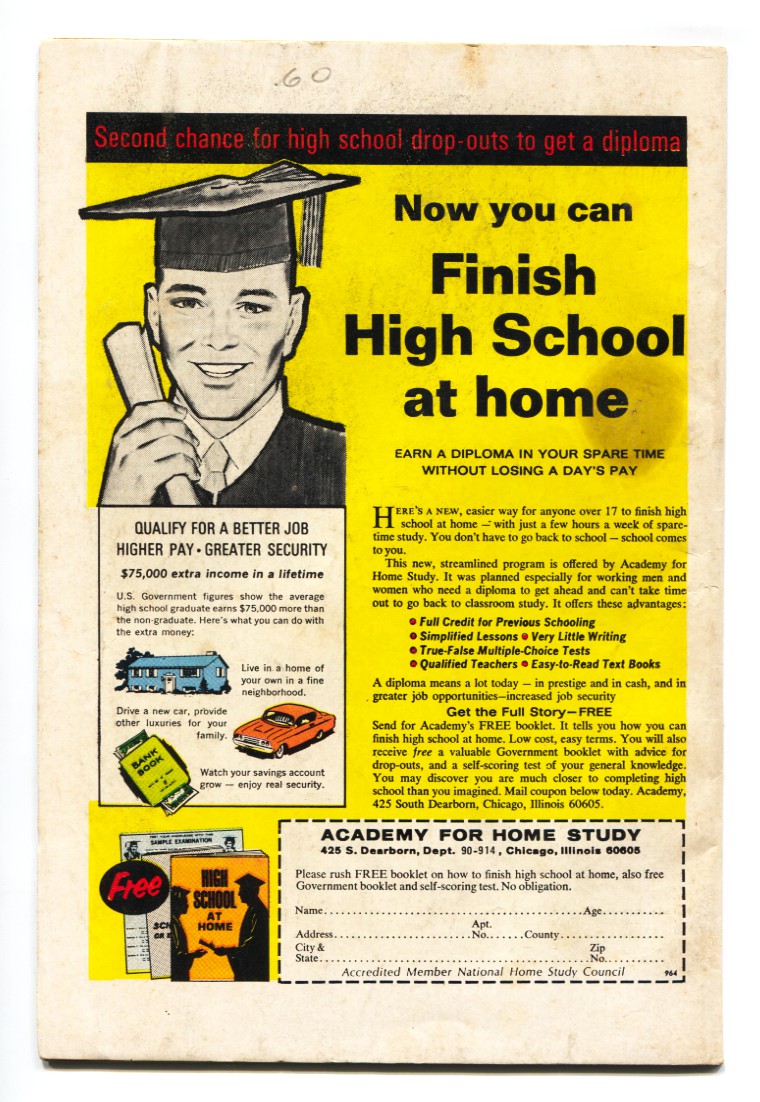 .60
Second chance for high school drop-outs to get a diploma
Now you can
Finish
High School
at home
EARN A DIPLOMA IN YOUR SPARE TIME
WITHOUT LOSING A DAY'S PAY
QUALIFY FOR A BETTER JOB
HIGHER PAY • GREATER SECURITY
$75,000 extra income in a lifetime
U.S. Government figures show the average
high school graduate earns $75,000 more than
the non-graduate. Here's what you can do with
the extra money:
Live in a home of
your own in a fine
neighborhood.
Drive a new car, provide
other luxuries for your
family.
BANK
BOOK
Watch your savings account
grow — enjoy real security.
HERE'S A NEW, easier way for anyone over 17 to finish high
school at home — with just a few hours a week of spare-
time study. You don't have to go back to school — school comes
to you.
This new, streamlined program is offered by Academy for
Home Study. It was planned especially for working men and
women who need a diploma to get ahead and can't take time
out to go back to classroom study. It offers these advantages:
• Full Credit for Previous Schooling
• Simplified Lessons • Very Little Writing
• True-False Multiple-Choice Tests
• Qualified Teachers • Easy-to-Read Text Books
A diploma means a lot today — in prestige and in cash, and in
greater job opportunities—increased job security
Get the Full Story—FREE
Send for Academy's FREE booklet. It tells you how you can
finish high school at home. Low cost, easy terms. You will also
receive free a valuable Government booklet with advice for
drop-outs, and a self-scoring test of your general knowledge.
You may discover you are much closer to completing high
school than you imagined. Mail coupon below today. Academy,
425 South Dearborn, Chicago, Illinois 60605.
SAMPLE EXAMINATION
Free
HIGH
SCHOOL
AT
HOME
ACADEMY FOR HOME STUDY
425 S. Dearborn, Dept. 90-914, Chicago, Illinois 60605
Please rush FREE booklet on how to finish high school at home, also free
Government booklet and self-scoring test. No obligation.
Name.......................................................Age...........
Apt.
Address.............................No.......County....................
City & Zip
State.......................................................No............
Accredited Member National Home Study Council 964